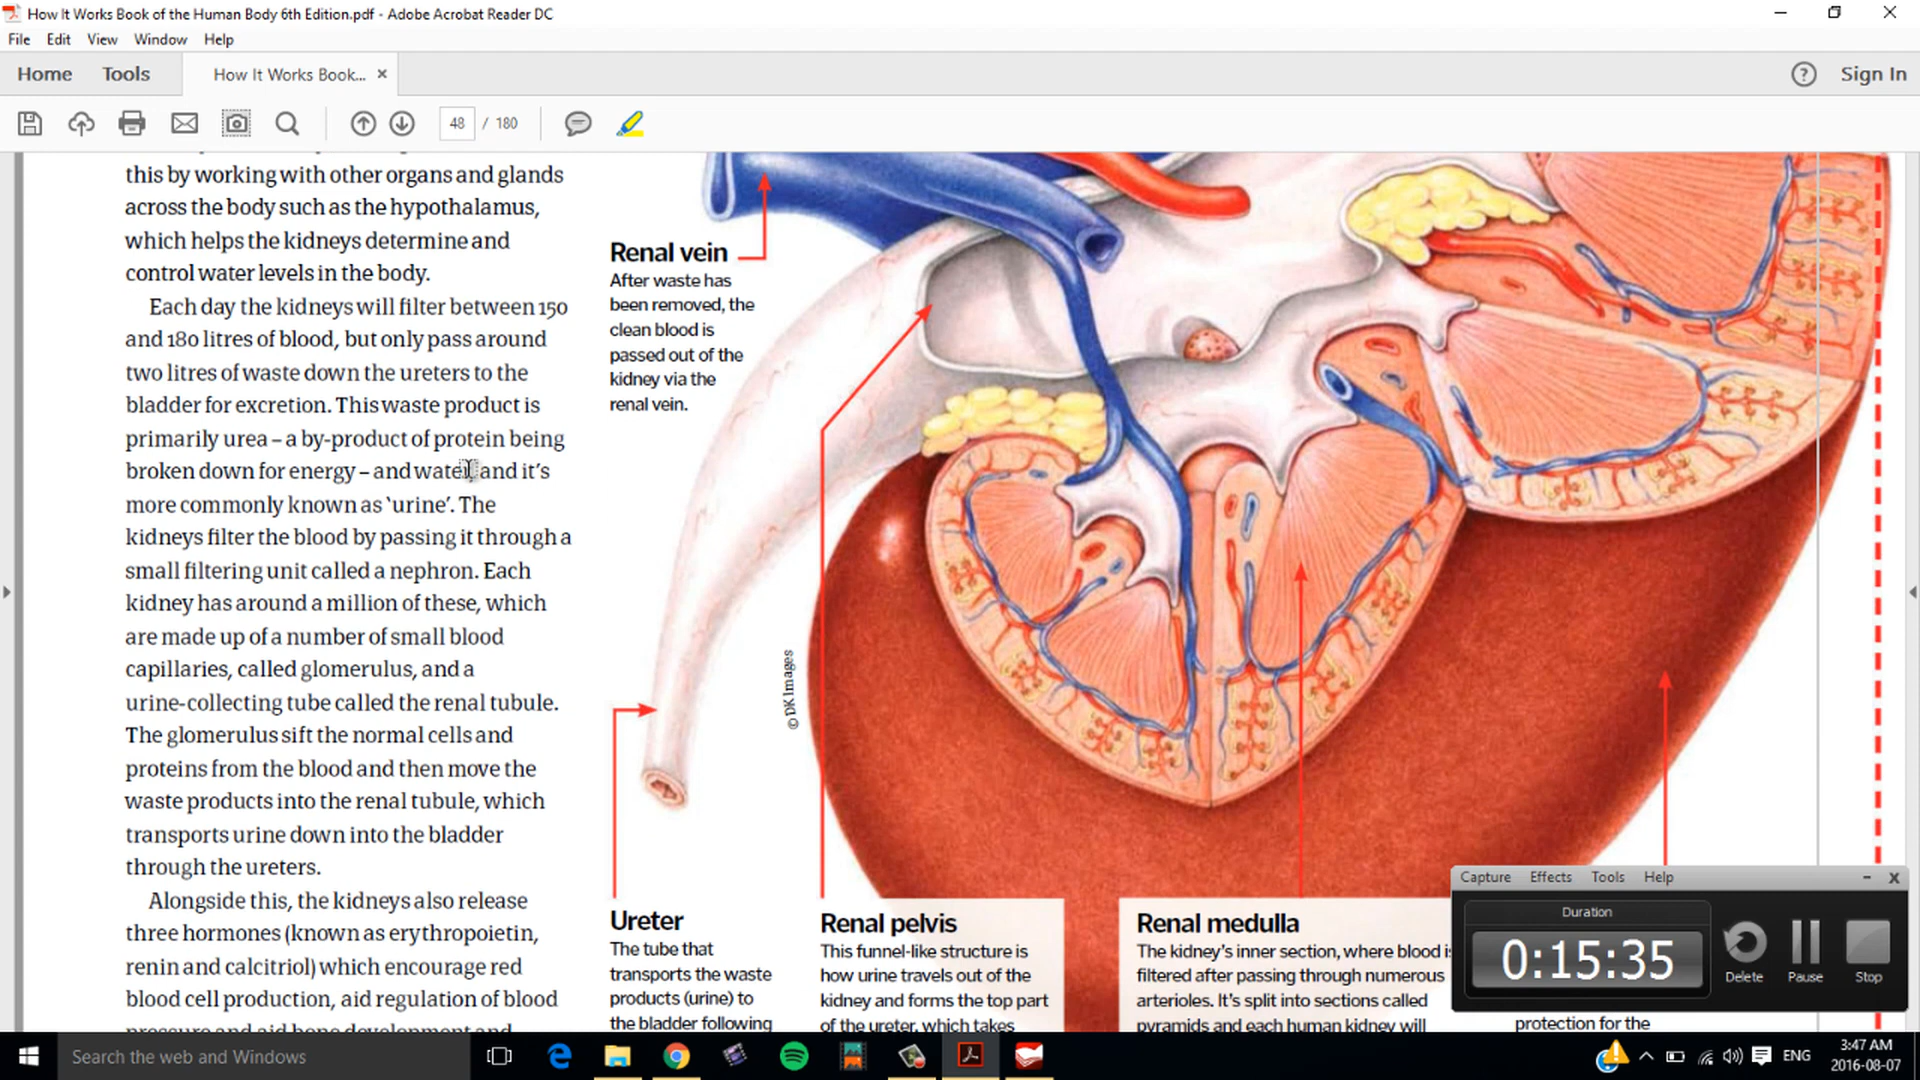 How It Works Book of the Human Body 6th Edition.pdf - Adobe Acrobat Reader DC
File Edit View Window Help
Home Tools How It Works Book... × Sign In
48 / 180
this by working with other organs and glands
across the body such as the hypothalamus,
which helps the kidneys determine and
control water levels in the body.
Each day the kidneys will filter between 150
and 180 litres of blood, but only pass around
two litres of waste down the ureters to the
bladder for excretion. This waste product is
primarily urea – a by-product of protein being
broken down for energy – and water, and it's
more commonly known as 'urine'. The
kidneys filter the blood by passing it through a
small filtering unit called a nephron. Each
kidney has around a million of these, which
are made up of a number of small blood
capillaries, called glomerulus, and a
urine-collecting tube called the renal tubule.
The glomerulus sift the normal cells and
proteins from the blood and then move the
waste products into the renal tubule, which
transports urine down into the bladder
through the ureters.
Alongside this, the kidneys also release
three hormones (known as erythropoietin,
renin and calcitriol) which encourage red
blood cell production, aid regulation of blood
pressure and aid bone development and
Renal vein
After waste has
been removed, the
clean blood is
passed out of the
kidney via the
renal vein.
© DK Images
Ureter
The tube that
transports the waste
products (urine) to
the bladder following
Renal pelvis
This funnel-like structure is
how urine travels out of the
kidney and forms the top part
of the ureter, which takes
Renal medulla
The kidney's inner section, where blood is
filtered after passing through numerous
arterioles. It's split into sections called
pyramids and each human kidney will
protection for the
Capture Effects Tools Help
Duration
0:15:35
Delete Pause Stop
Search the web and Windows
ENG
3:47 AM
2016-08-07